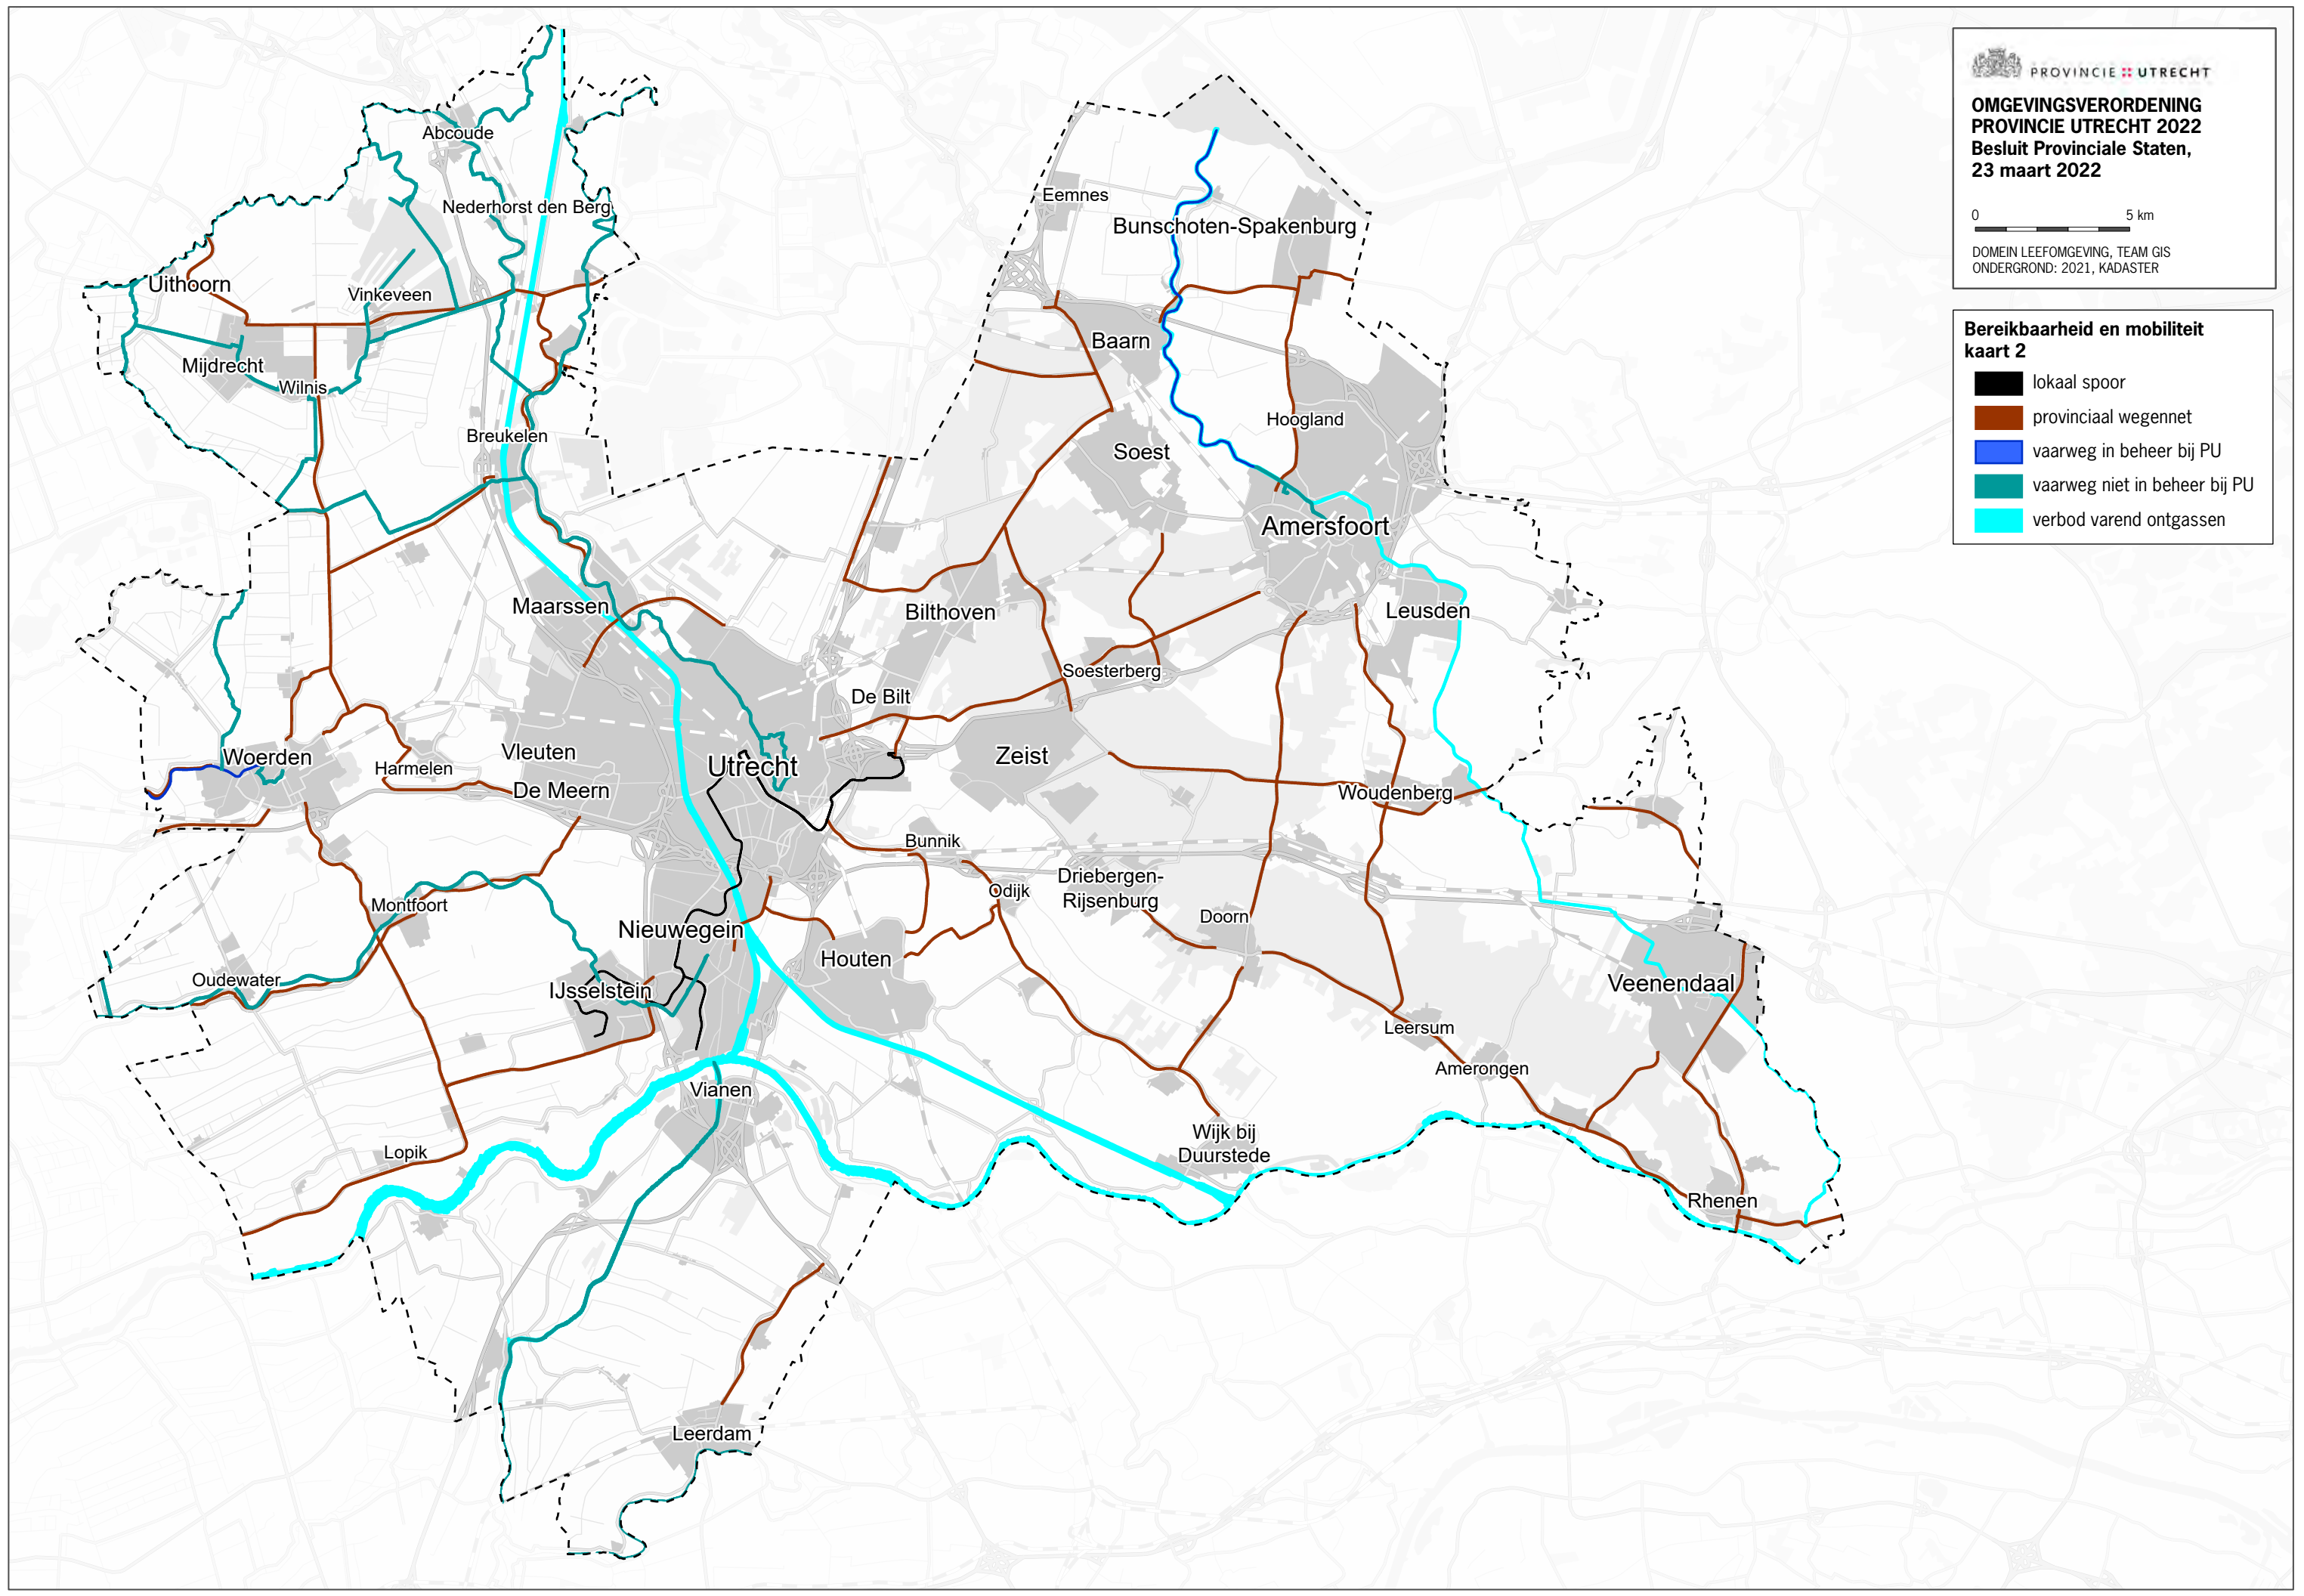 PROVINCIE UTRECHT
OMGEVINGSVERORDENING
PROVINCIE UTRECHT 2022
Besluit Provinciale Staten,
23 maart 2022
0 5 km
DOMEIN LEEFOMGEVING, TEAM GIS
ONDERGROND: 2021, KADASTER
Bereikbaarheid en mobiliteit
kaart 2
lokaal spoor
provinciaal wegennet
vaarweg in beheer bij PU
vaarweg niet in beheer bij PU
verbod varend ontgassen
Abcoude
Eemnes
Nederhorst den Berg
Bunschoten-Spakenburg
Uithoorn
Vinkeveen
Baarn
Mijdrecht
Wilnis
Hoogland
Breukelen
Soest
Amersfoort
Maarssen
Bilthoven
Leusden
Soesterberg
De Bilt
Vleuten
Woerden
Zeist
Utrecht
Harmelen
De Meern
Woudenberg
Bunnik
Driebergen-
Rijsenburg
Odijk
Montfoort
Doorn
Nieuwegein
Houten
Oudewater
IJsselstein
Veenendaal
Leersum
Amerongen
Vianen
Wijk bij
Duurstede
Lopik
Rhenen
Leerdam